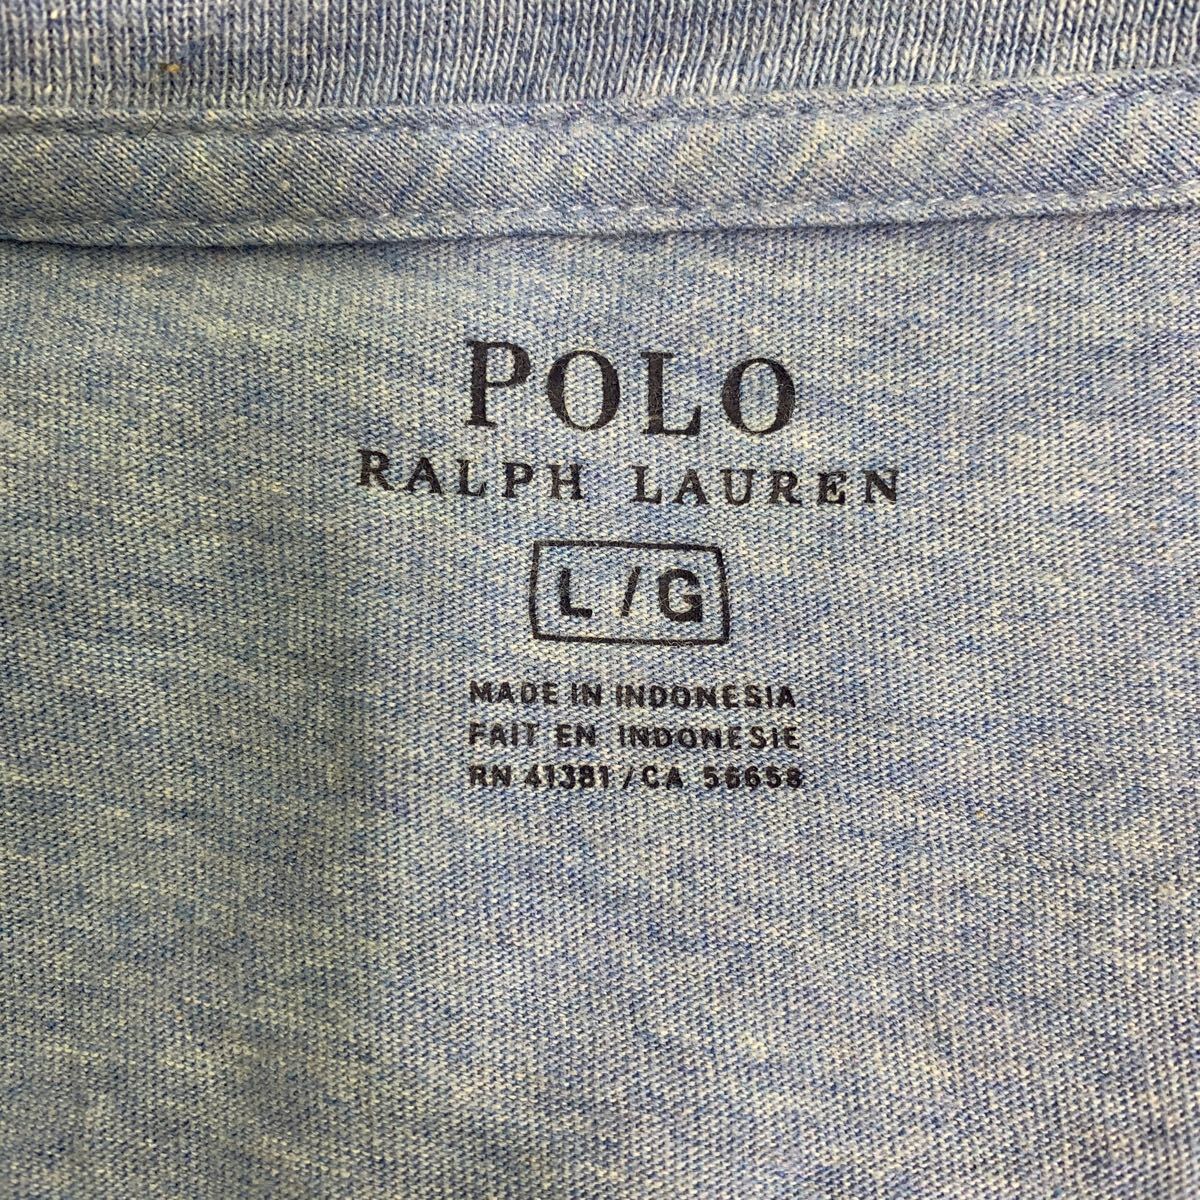 POLO
RALPH LAUREN
L/G
MADE IN INDONESIA
FAIT EN INDONESIE
RN 41381/CA 56658